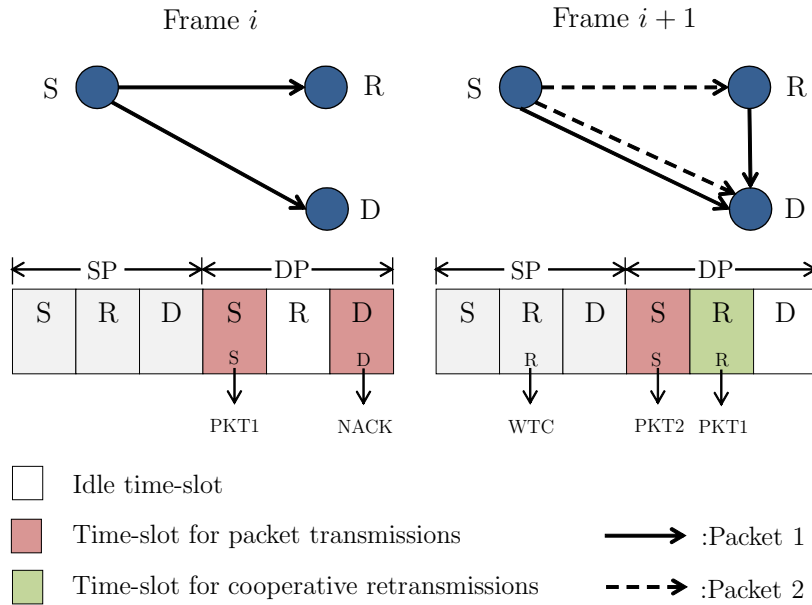 Frame i
Frame i + 1
S R
S R
D
D
SP DP
SP DP
S R D S R D
S R D S R D
S D
R S R
PKT1 NACK
WTC PKT2 PKT1
Idle time-slot
Time-slot for packet transmissions
:Packet 1
Time-slot for cooperative retransmissions
:Packet 2